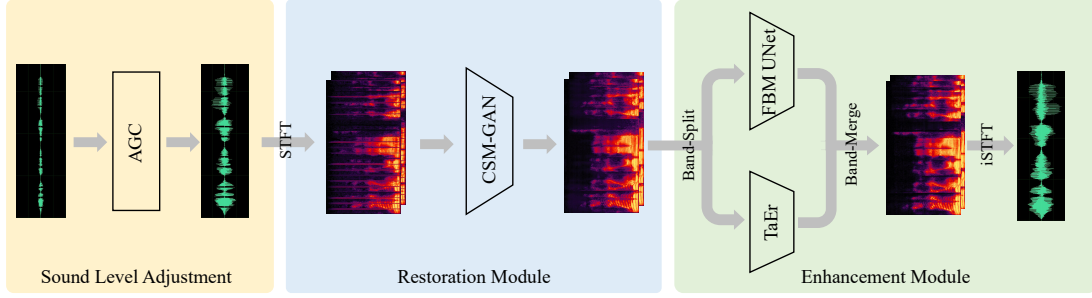 AGC
STFT
CSM-GAN
Band-Split
FBM UNet
TaEr
Band-Merge
iSTFT
Sound Level Adjustment
Restoration Module
Enhancement Module